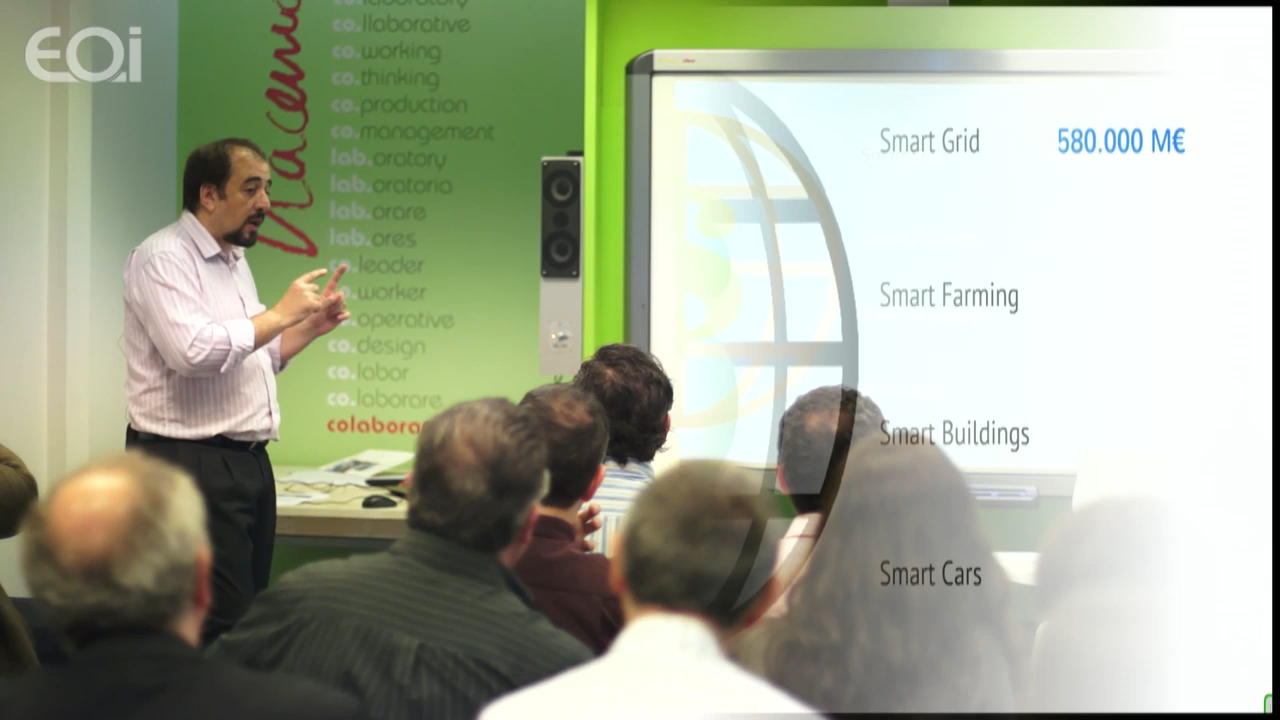 EOi
co.llaborative
co.working
co.thinking
co.production
co.management
lab.oratory
lab.oratoria
lab.orare
lab.ores
co.leader
co.worker
co.operative
co.design
co.labor
co.laborare
Smart Grid 580.000 M€
Smart Farming
Smart Buildings
Smart Cars